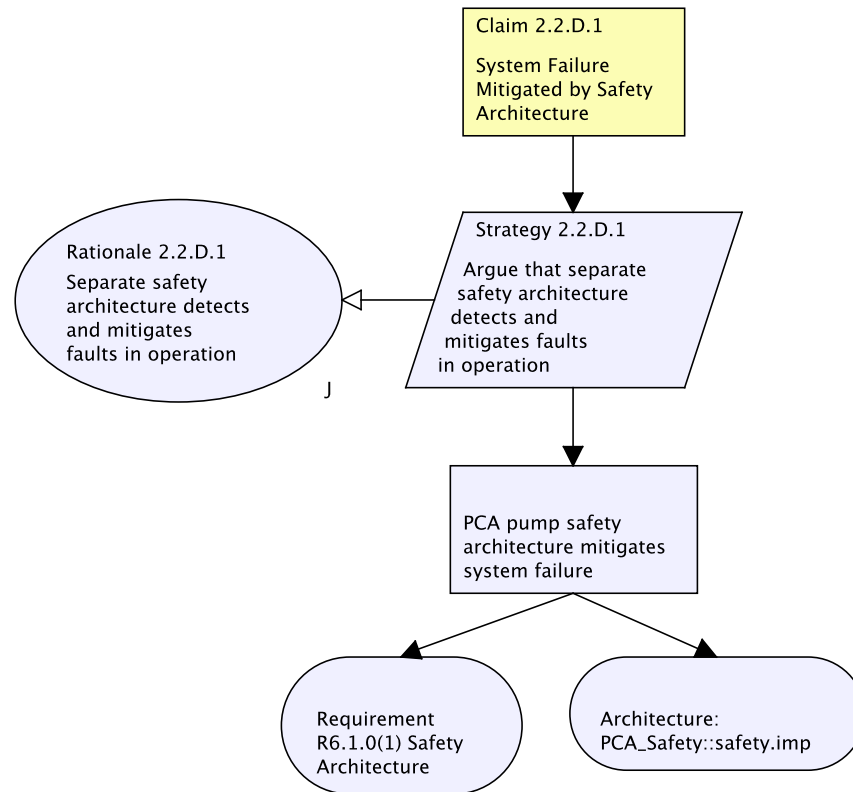 Claim 2.2.D.1
System Failure
Mitigated by Safety
Architecture
Strategy 2.2.D.1
Argue that separate
safety architecture
detects and
mitigates faults
in operation
Rationale 2.2.D.1
Separate safety
architecture detects
and mitigates
faults in operation
J
PCA pump safety
architecture mitigates
system failure
Requirement
R6.1.0(1) Safety
Architecture
Architecture:
PCA_Safety::safety.imp